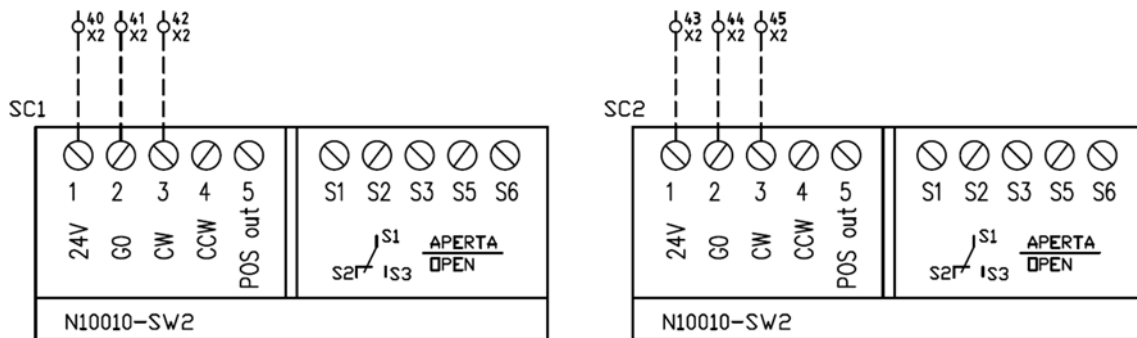 40 41 42
X2 X2 X2
SC1
1 2 3 4 5 S1 S2 S3 S5 S6
24V G0 CW CCW POS out
S1
S2 S3
APERTA
OPEN
N10010-SW2
43 44 45
X2 X2 X2
SC2
1 2 3 4 5 S1 S2 S3 S5 S6
24V G0 CW CCW POS out
S1
S2 S3
APERTA
OPEN
N10010-SW2